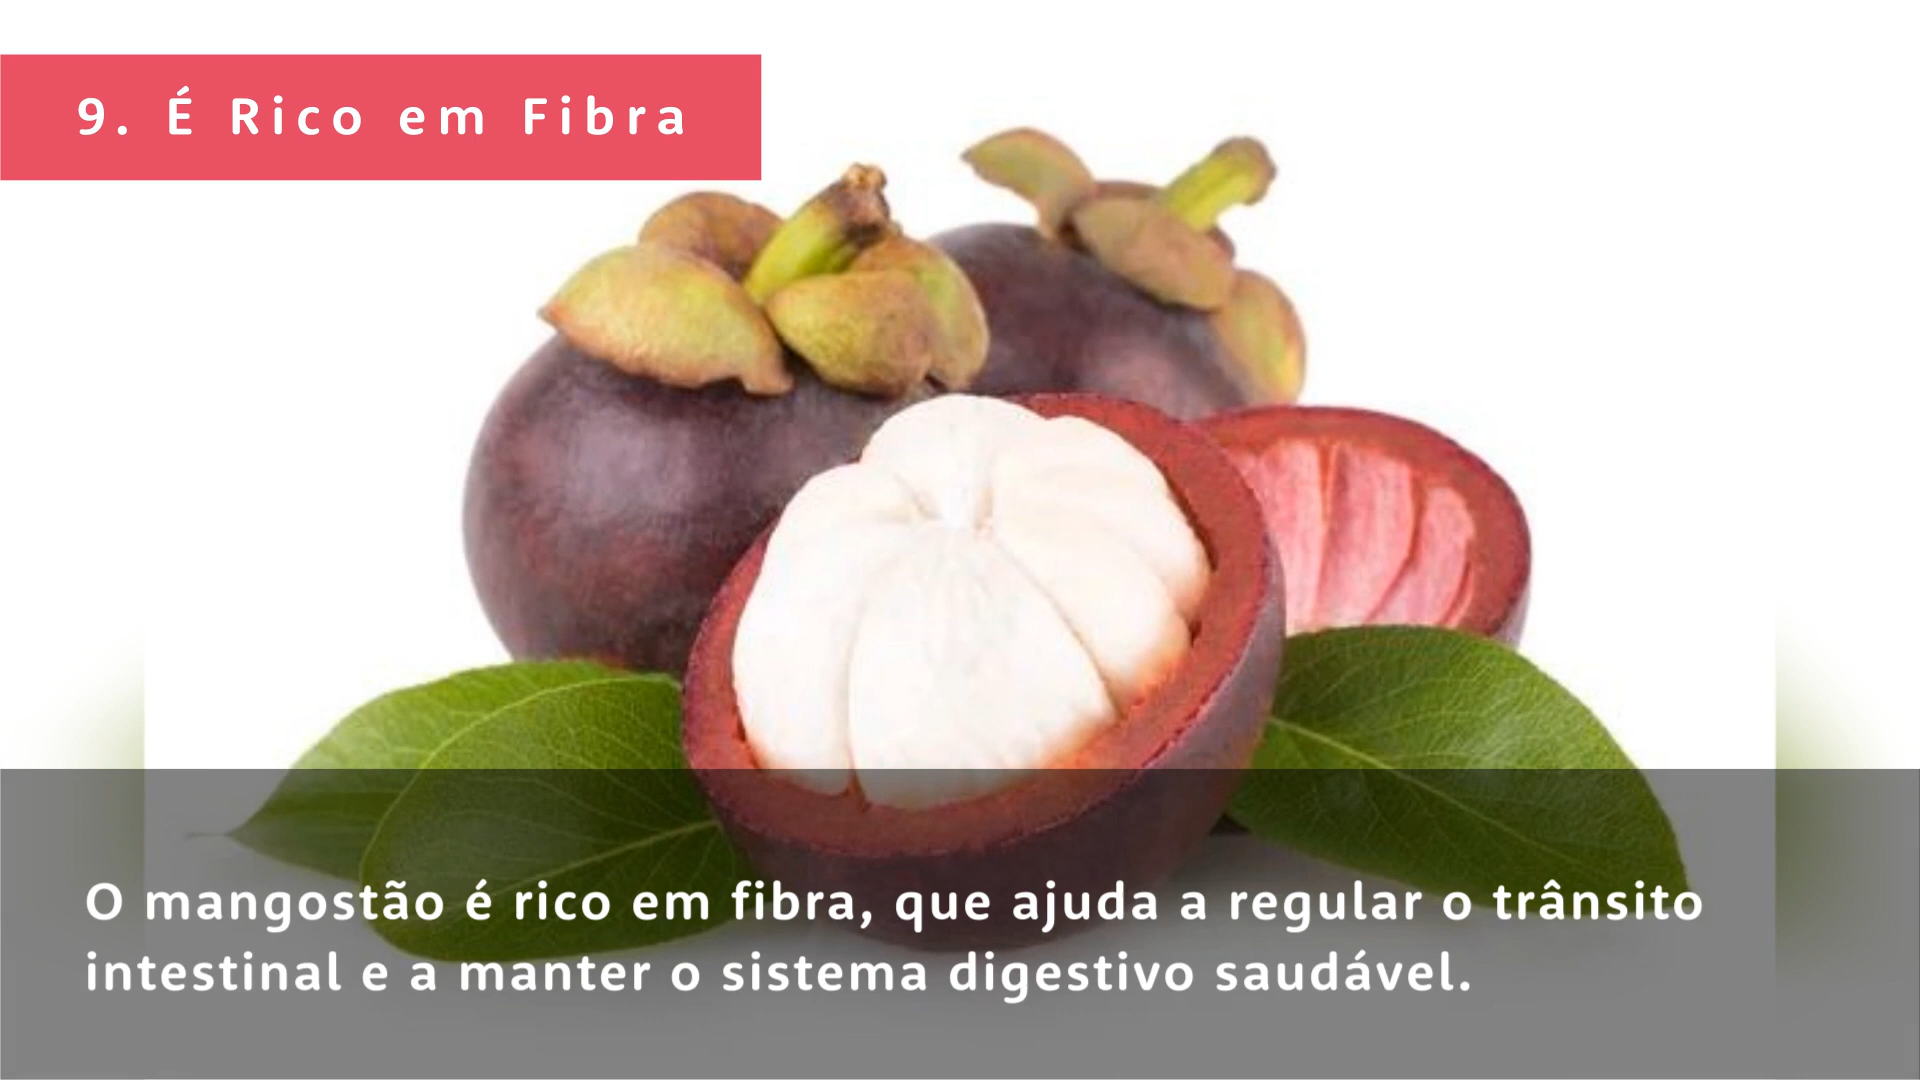 9. É Rico em Fibra
O mangostão é rico em fibra, que ajuda a regular o trânsito
intestinal e a manter o sistema digestivo saudável.